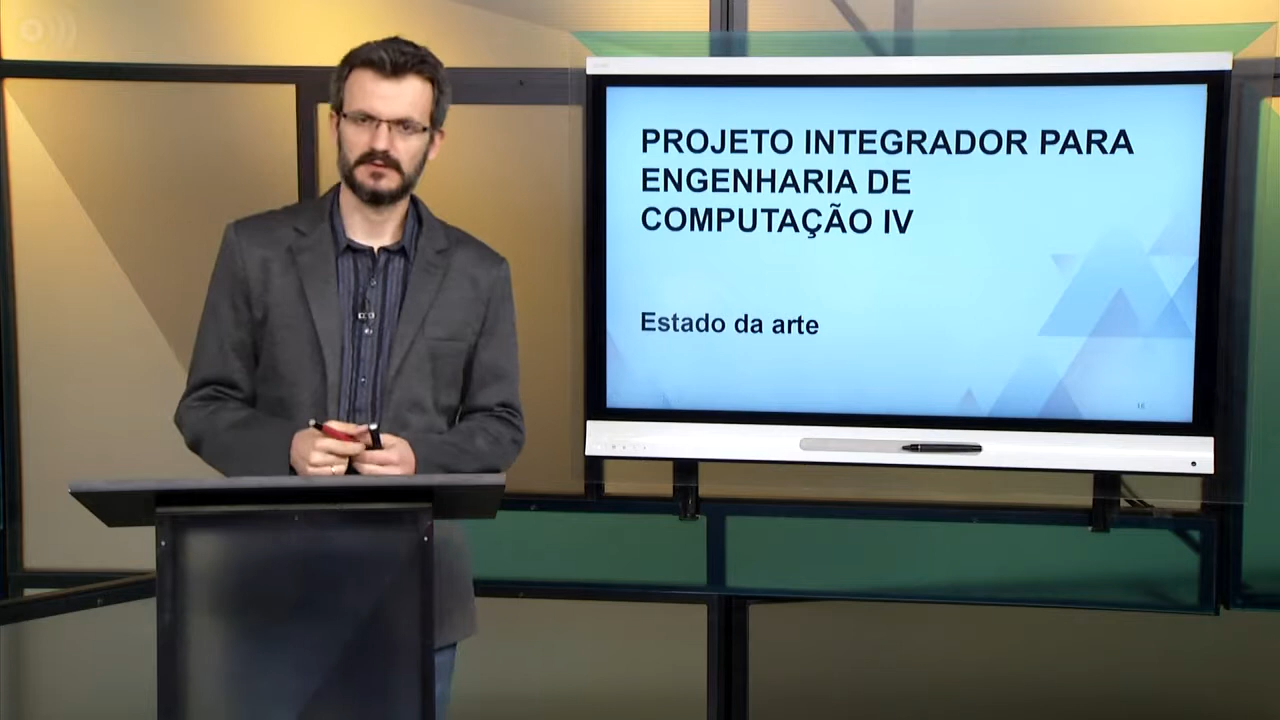 PROJETO INTEGRADOR PARA
ENGENHARIA DE
COMPUTAÇÃO IV
Estado da arte